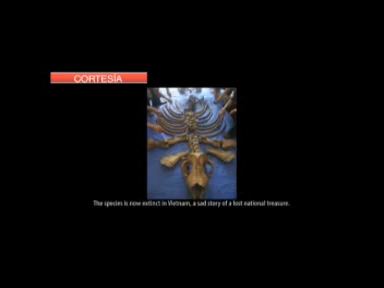 CORTESÍA
The species is now extinct in Vietnam, a sad story of a lost national treasure.